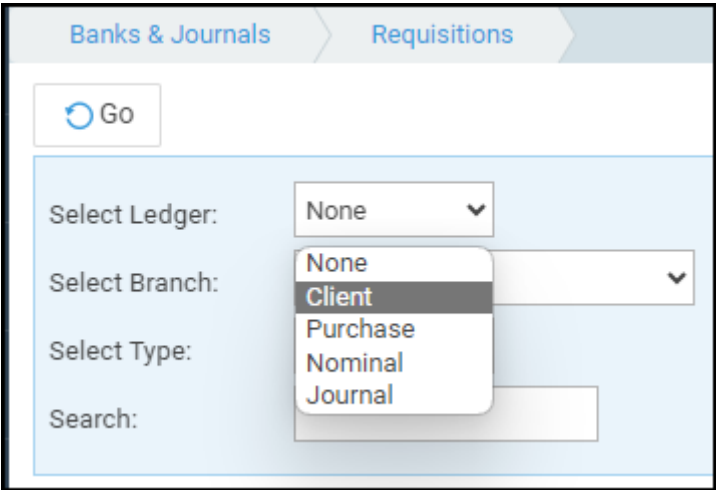 Banks & Journals Requisitions
Go
Select Ledger: None
None
Select Branch:
Client
Purchase
Select Type:
Nominal
Journal
Search: